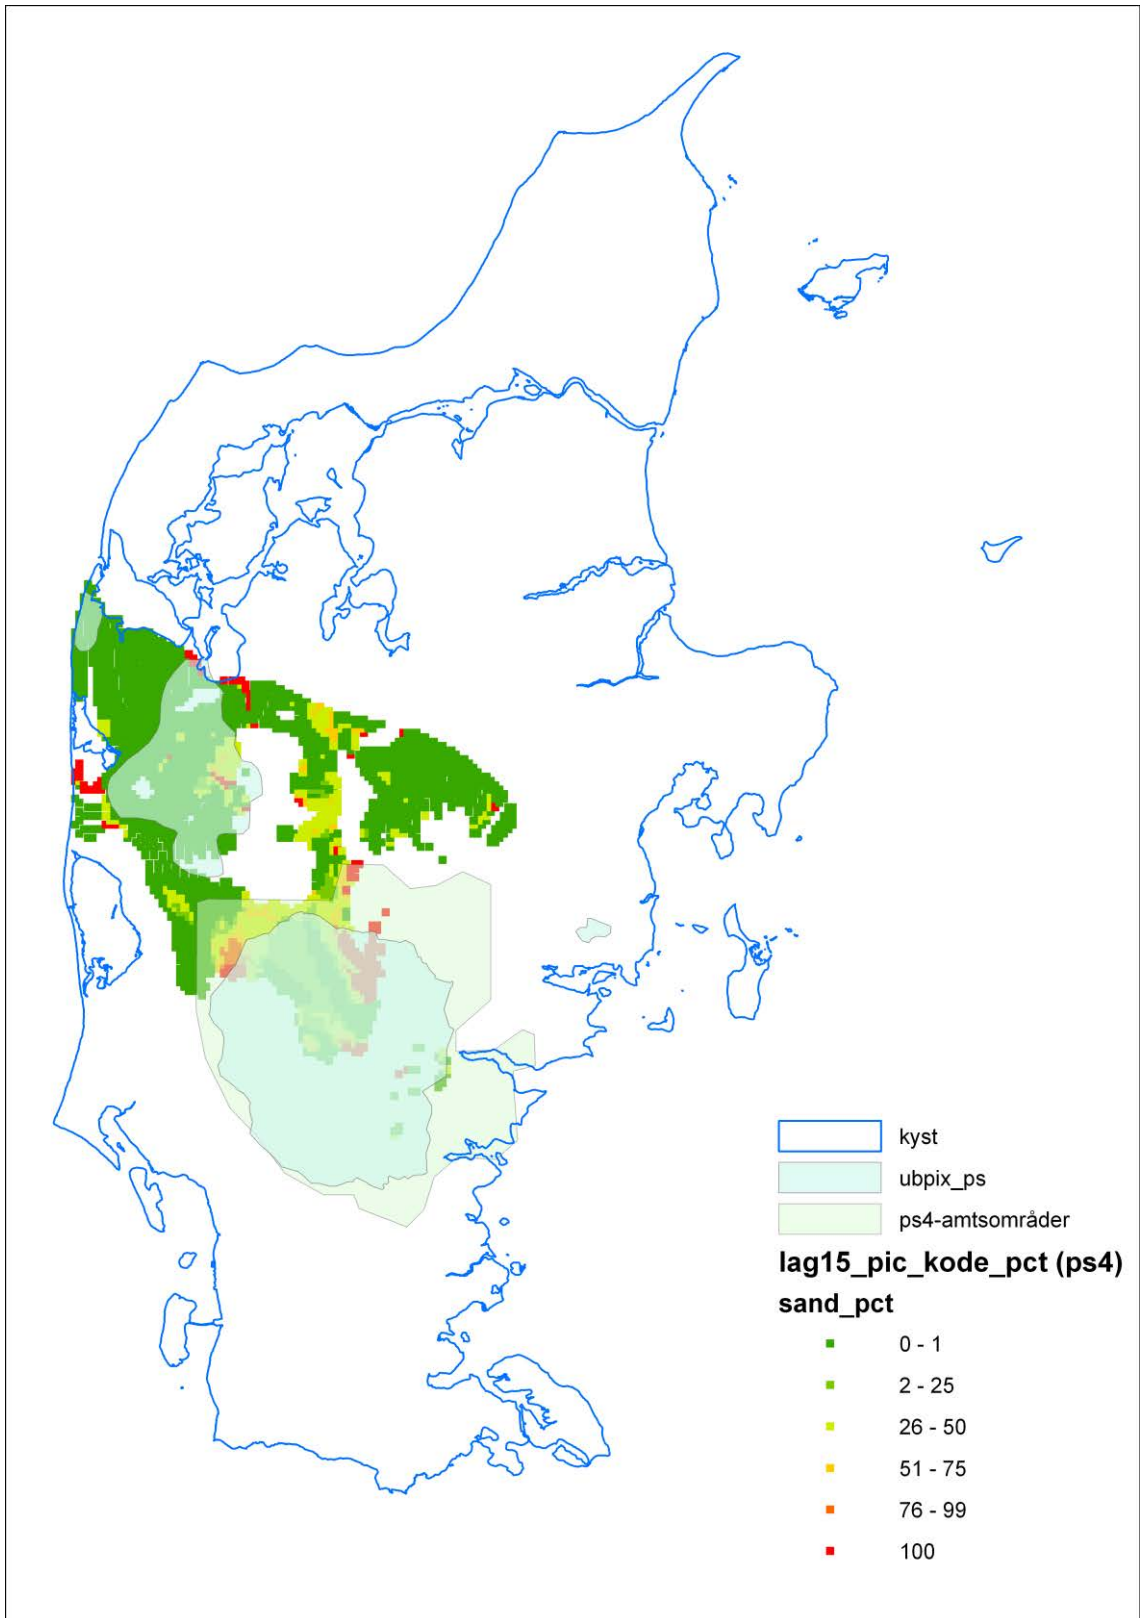 kyst
ubpix_ps
ps4-amtsområder
lag15_pic_kode_pct (ps4)
sand_pct
0 - 1
2 - 25
26 - 50
51 - 75
76 - 99
100